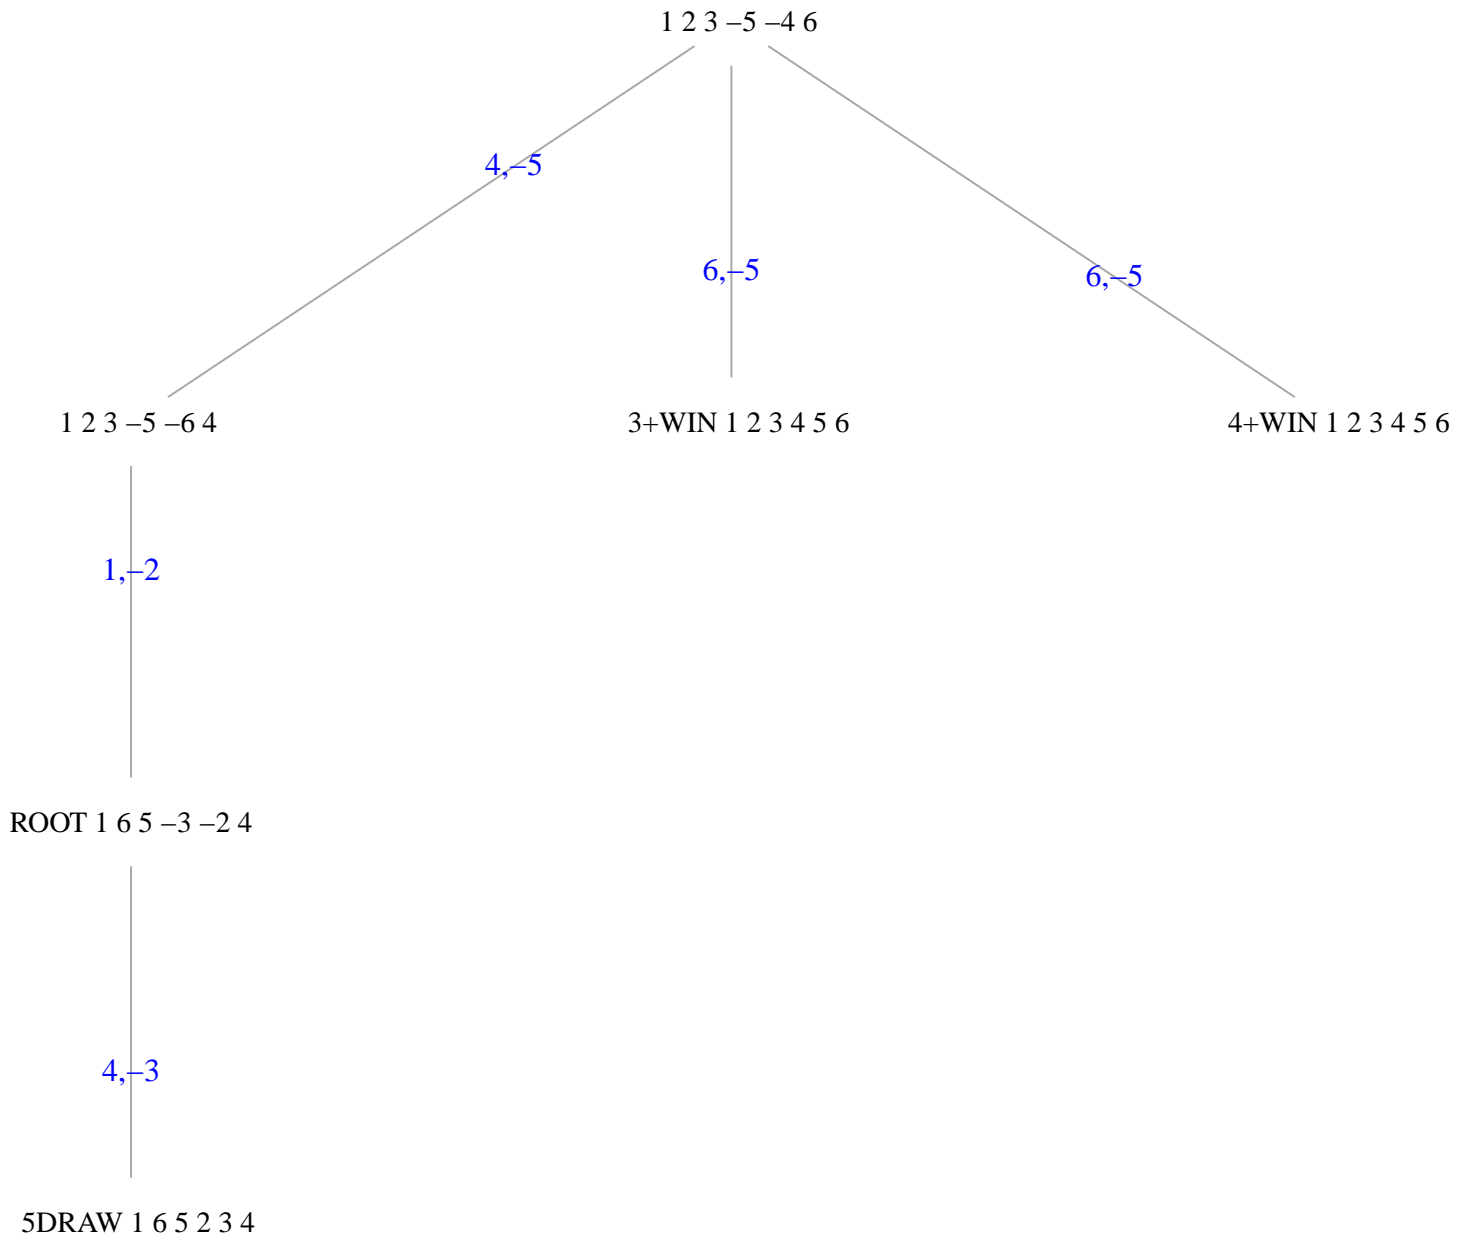 1 2 3 –5 –4 6
4,–5
6,–5
6,–5
1 2 3 –5 –6 4
3+WIN 1 2 3 4 5 6
4+WIN 1 2 3 4 5 6
1,–2
ROOT 1 6 5 –3 –2 4
4,–3
5DRAW 1 6 5 2 3 4